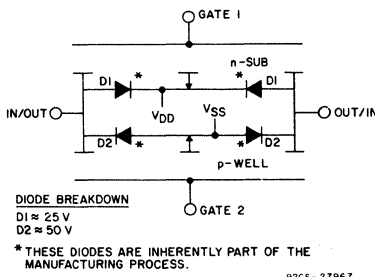 GATE 1
n-SUB
D1 * * D1
IN/OUT
VDD
VSS
OUT/IN
D2 * * D2
p-WELL
DIODE BREAKDOWN
D1 ≈ 25 V
D2 ≈ 50 V
GATE 2
* THESE DIODES ARE INHERENTLY PART OF THE
MANUFACTURING PROCESS.
92CS-27967